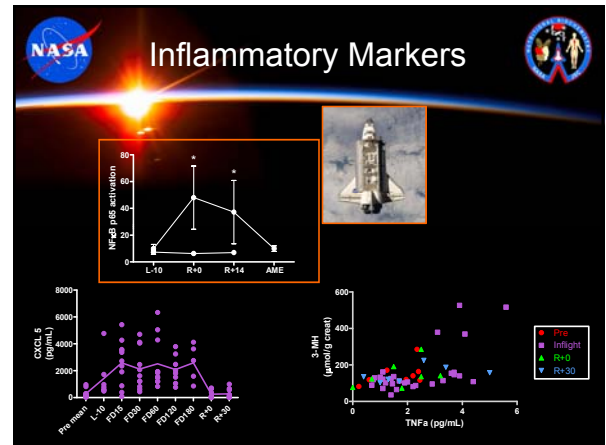 NASA
Inflammatory Markers
NFκB p65 activation
80
60
40
20
0
*
*
L-10
R+0
R+14
AME
CXCL 5
(pg/mL)
8000
6000
4000
2000
0
Pre mean
L-10
FD15
FD30
FD60
FD120
FD180
R+0
R+30
3-MH
(µmol/g creat)
600
400
200
0
0
2
4
6
TNFa (pg/mL)
Pre
Inflight
R+0
R+30